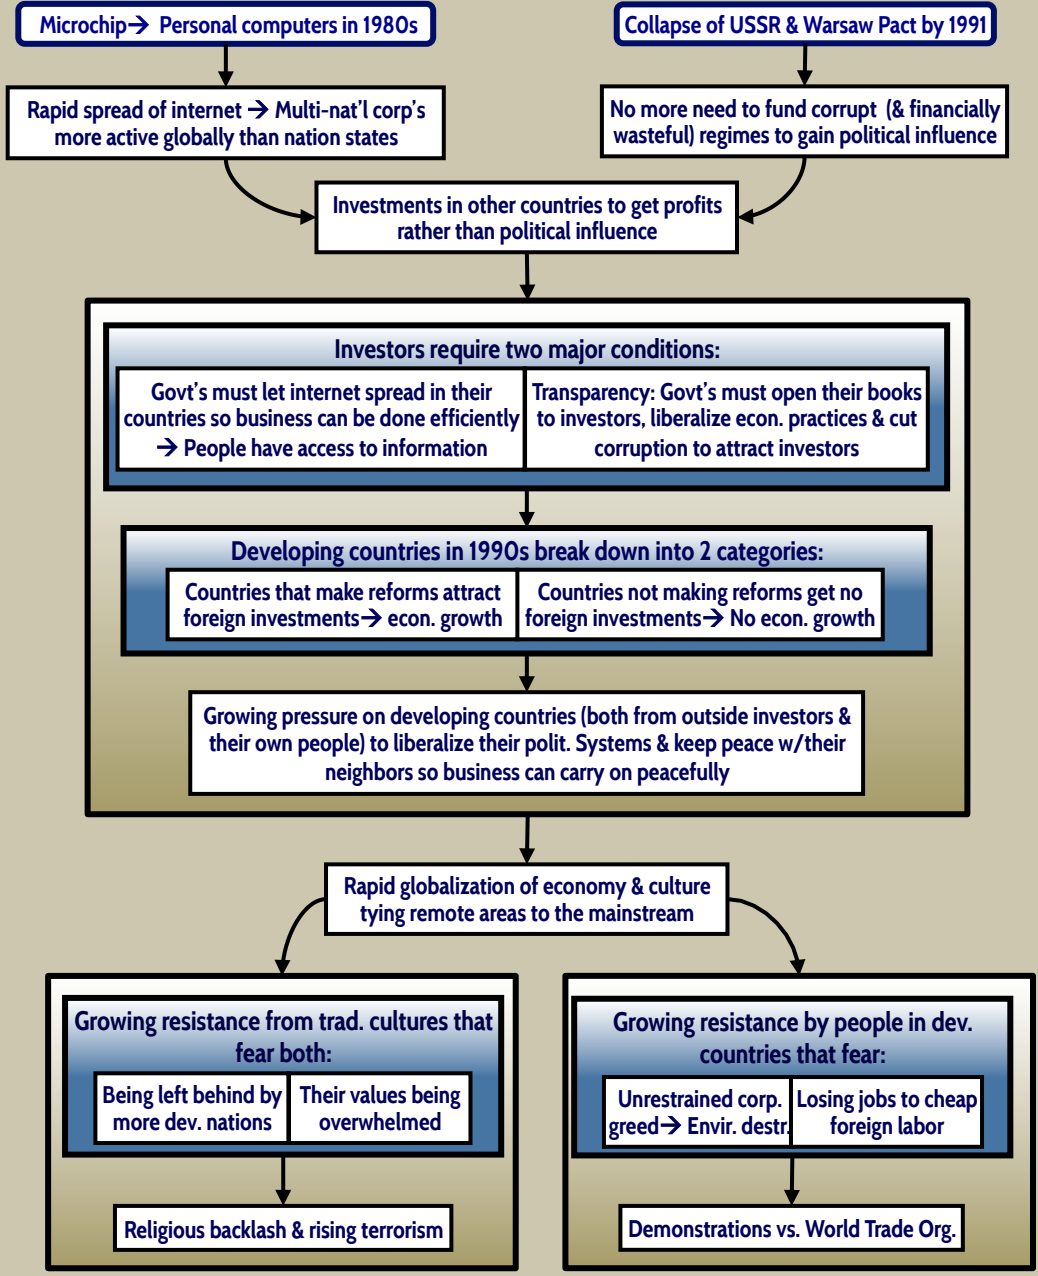 Microchip→ Personal computers in 1980s
Collapse of USSR & Warsaw Pact by 1991
Rapid spread of internet → Multi-nat'l corp's
more active globally than nation states
No more need to fund corrupt (& financially
wasteful) regimes to gain political influence
Investments in other countries to get profits
rather than political influence
Investors require two major conditions:
Govt's must let internet spread in their
countries so business can be done efficiently
→ People have access to information
Transparency: Govt's must open their books
to investors, liberalize econ. practices & cut
corruption to attract investors
Developing countries in 1990s break down into 2 categories:
Countries that make reforms attract
foreign investments→ econ. growth
Countries not making reforms get no
foreign investments→ No econ. growth
Growing pressure on developing countries (both from outside investors &
their own people) to liberalize their polit. Systems & keep peace w/their
neighbors so business can carry on peacefully
Rapid globalization of economy & culture
tying remote areas to the mainstream
Growing resistance from trad. cultures that
fear both:
Being left behind by
more dev. nations
Their values being
overwhelmed
Religious backlash & rising terrorism
Growing resistance by people in dev.
countries that fear:
Unrestrained corp.
greed→ Envir. destr.
Losing jobs to cheap
foreign labor
Demonstrations vs. World Trade Org.